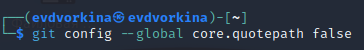 ┌──(evdvorkina㉿evdvorkina)-[~]
└─$ git config --global core.quotepath false